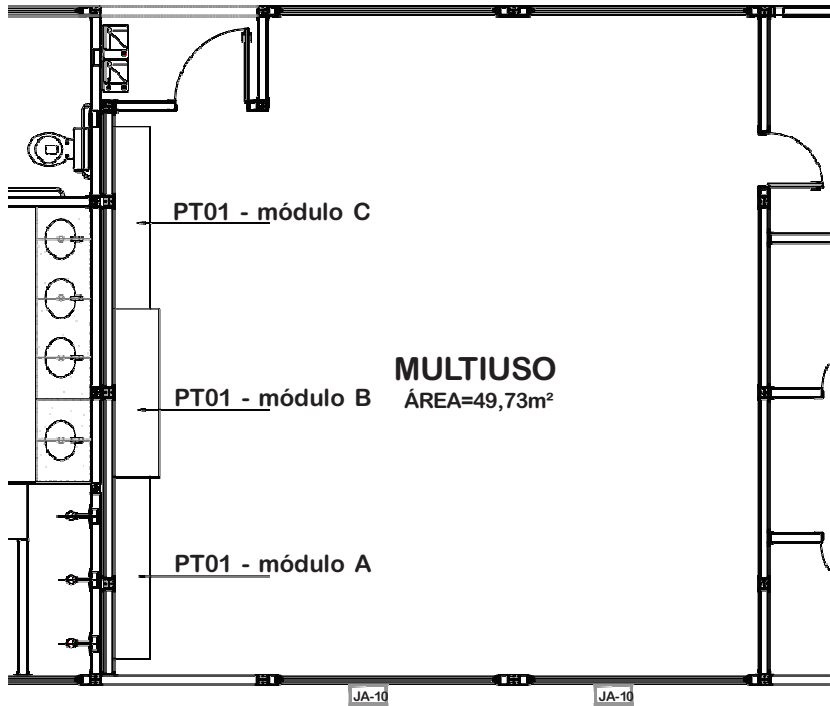 PT01 - módulo C
MULTIUSO
ÁREA=49,73m²
PT01 - módulo B
PT01 - módulo A
JA-10
JA-10